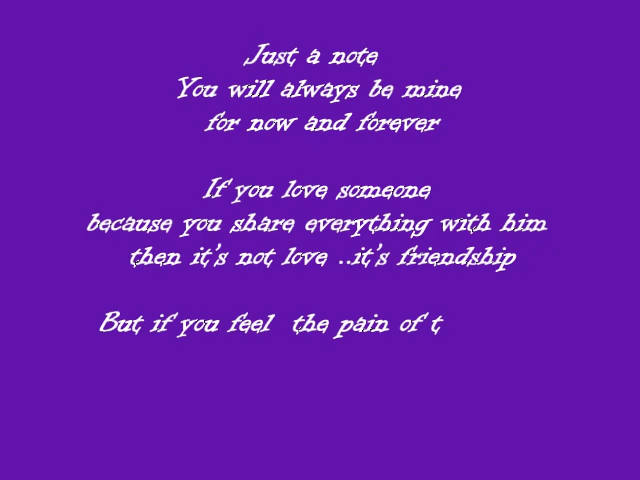 Just a note
You will always be mine
for now and forever
If you love someone
because you share everything with him
then it's not love ..it's friendship
But if you feel the pain of t